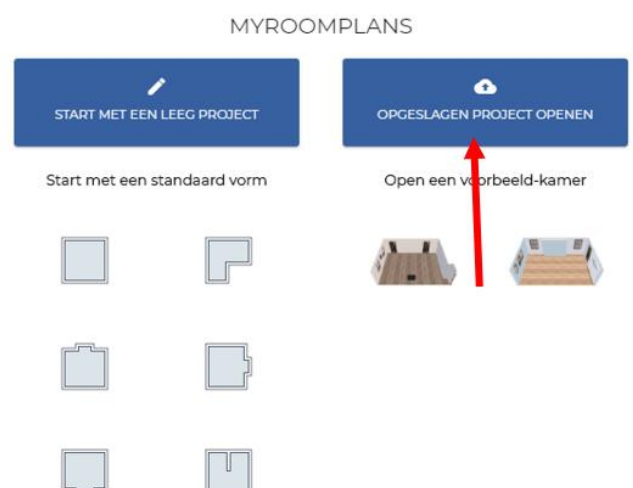 MYROOMPLANS
START MET EEN LEEG PROJECT
OPGESLAGEN PROJECT OPENEN
Start met een standaard vorm
Open een voorbeeld-kamer